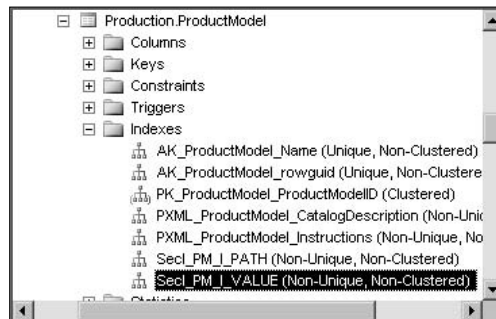 Production.ProductModel
Columns
Keys
Constraints
Triggers
Indexes
AK_ProductModel_Name (Unique, Non-Clustered)
AK_ProductModel_rowguid (Unique, Non-Clustere
PK_ProductModel_ProductModelID (Clustered)
PXML_ProductModel_CatalogDescription (Non-Uniq
PXML_ProductModel_Instructions (Non-Unique, No
SecI_PM_I_PATH (Non-Unique, Non-Clustered)
SecI_PM_I_VALUE (Non-Unique, Non-Clustered)